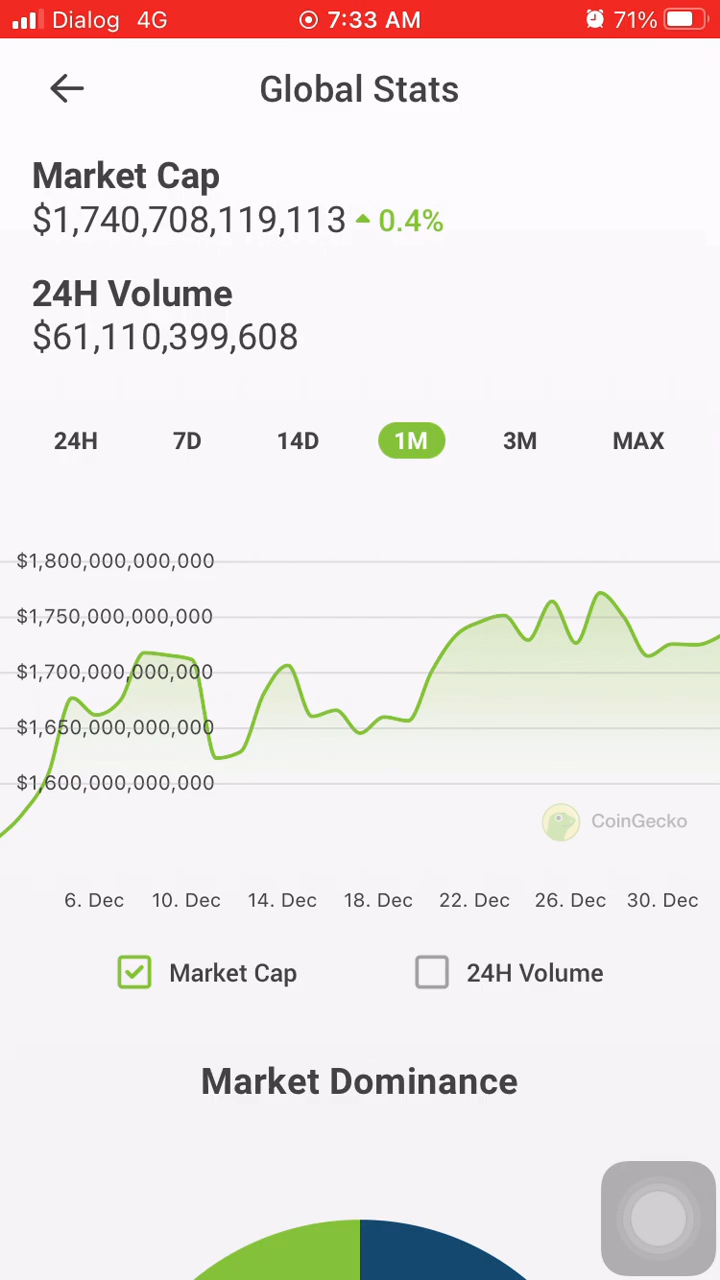 Dialog 4G 7:33 AM 71%
Global Stats
Market Cap
$1,740,708,119,113 0.4%
24H Volume
$61,110,399,608
24H 7D 14D 1M 3M MAX
$1,800,000,000,000
$1,750,000,000,000
$1,700,000,000,000
$1,650,000,000,000
$1,600,000,000,000
CoinGecko
6. Dec 10. Dec 14. Dec 18. Dec 22. Dec 26. Dec 30. Dec
Market Cap 24H Volume
Market Dominance